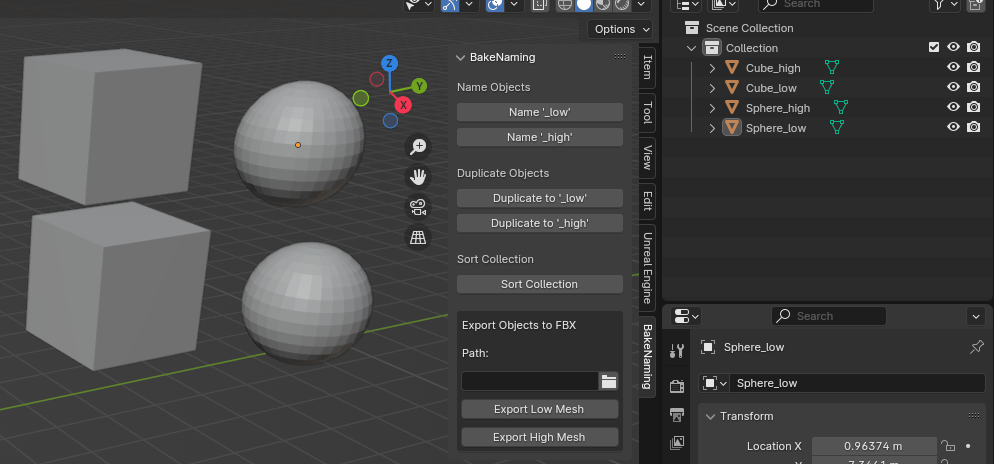 Options
BakeNaming
Name Objects
Name '_low'
Name '_high'
Duplicate Objects
Duplicate to '_low'
Duplicate to '_high'
Sort Collection
Sort Collection
Export Objects to FBX
Path:
Export Low Mesh
Export High Mesh
Z
Y
X
Item
Tool
View
Edit
Unreal Engine
BakeNaming
Search
Scene Collection
Collection
Cube_high
Cube_low
Sphere_high
Sphere_low
Search
Sphere_low
Sphere_low
Transform
Location X 0.96374 m